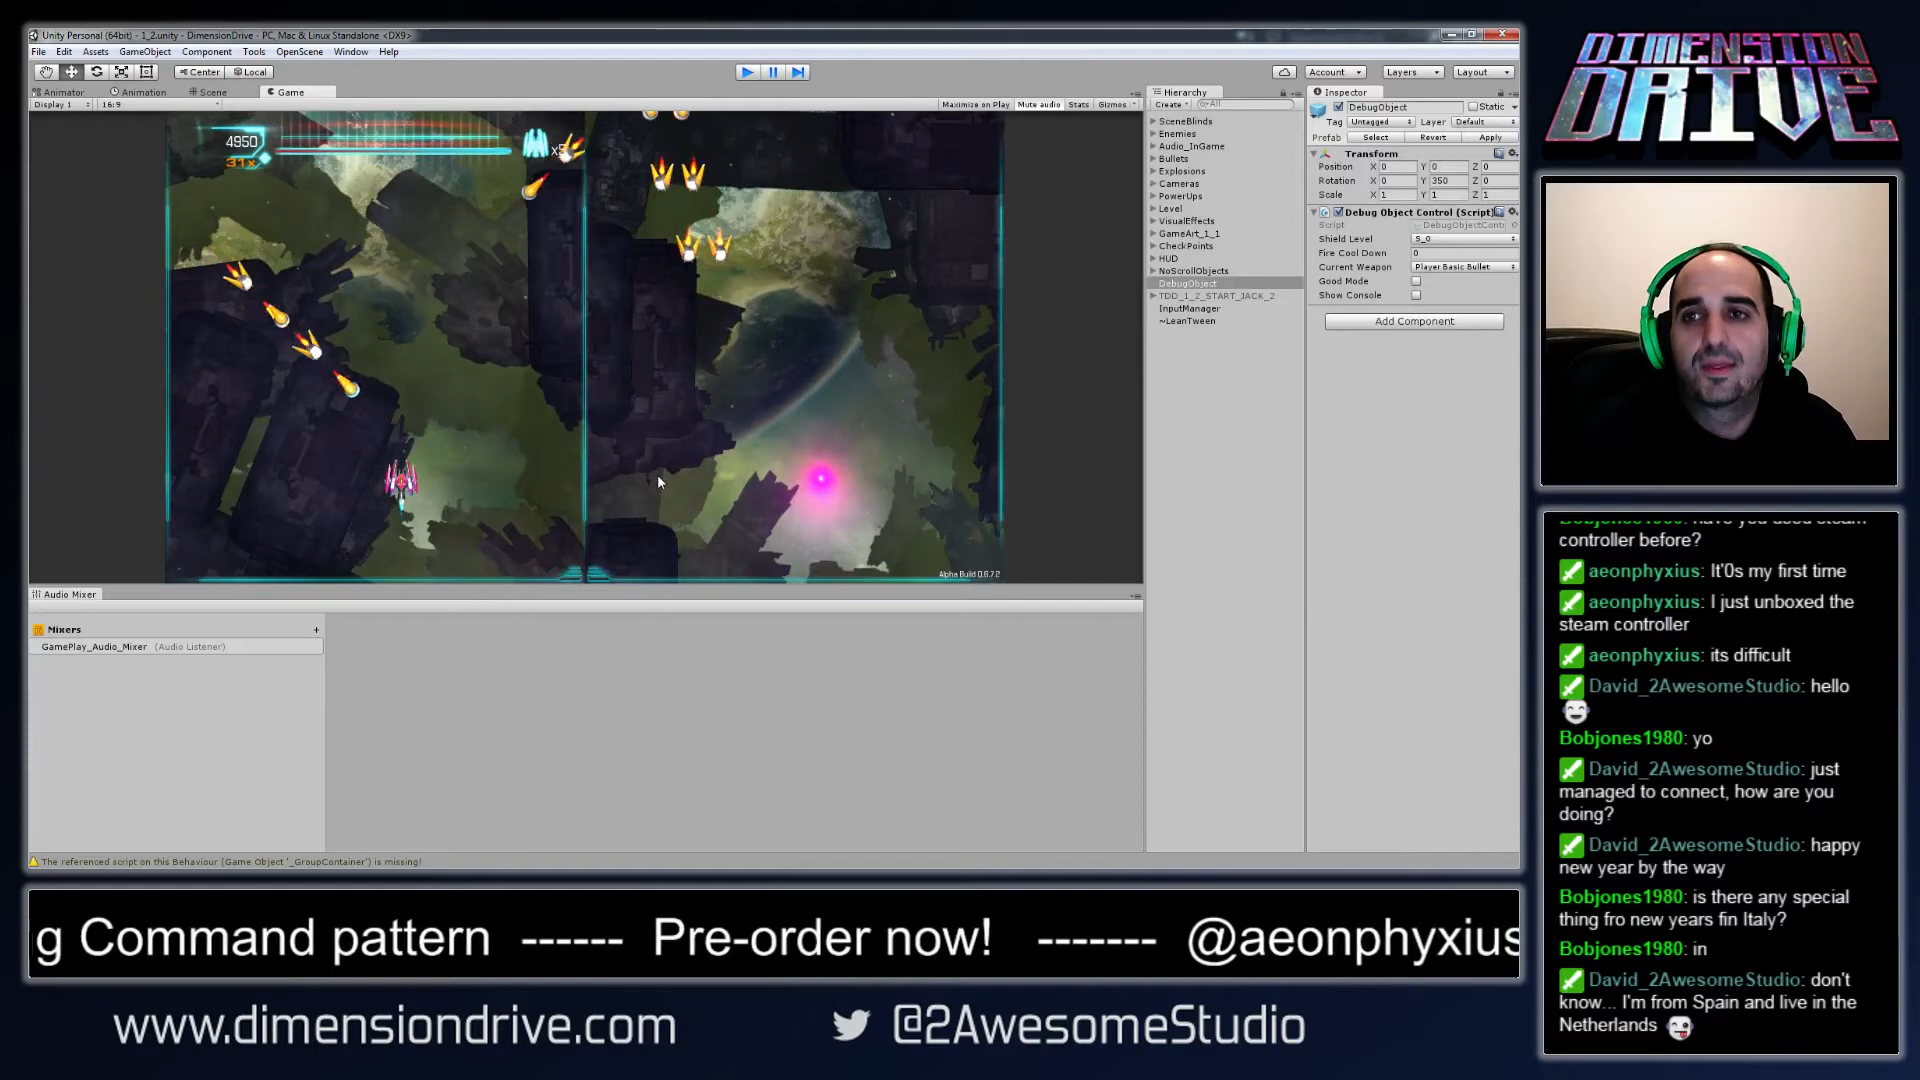 Unity Personal (64bit) - 1_2.unity - DimensionDrive - PC, Mac & Linux Standalone <DX9>
File Edit Assets GameObject Component Tools OpenScene Window Help
Center Local Account Layers Layout
Animator Animation Scene Game
Display 1 16:9 Maximize on Play Mute audio Stats Gizmos
4950
31x
Alpha Build 0.6.7.2
Audio Mixer
Mixers +
GamePlay_Audio_Mixer (Audio Listener)
The referenced script on this Behaviour (Game Object '_GroupContainer') is missing!
Hierarchy
Create All
SceneBlinds
Enemies
Audio_InGame
Bullets
Explosions
Cameras
PowerUps
Level
VisualEffects
GameArt_1_1
CheckPoints
HUD
NoScrollObjects
DebugObject
TDD_1_2_START_JACK_2
InputManager
~LeanTween
Inspector
DebugObject Static
Tag Untagged Layer Default
Prefab Select Revert Apply
Transform
Position X 0 Y 0 Z 0
Rotation X 0 Y 350 Z 0
Scale X 1 Y 1 Z 1
Debug Object Control (Script)
Script DebugObjectContr
Shield Level S_0
Fire Cool Down 0
Current Weapon Player Basic Bullet
Good Mode
Show Console
Add Component
DIMENSION
DRIVE
controller before?
aeonphyxius: It'0s my first time
aeonphyxius: I just unboxed the
steam controller
aeonphyxius: its difficult
David_2AwesomeStudio: hello
Bobjones1980: yo
David_2AwesomeStudio: just
managed to connect, how are you
doing?
David_2AwesomeStudio: happy
new year by the way
Bobjones1980: is there any special
thing fro new years fin Italy?
Bobjones1980: in
David_2AwesomeStudio: don't
know... I'm from Spain and live in the
Netherlands
g Command pattern ------ Pre-order now! ------- @aeonphyxius
www.dimensiondrive.com @2AwesomeStudio